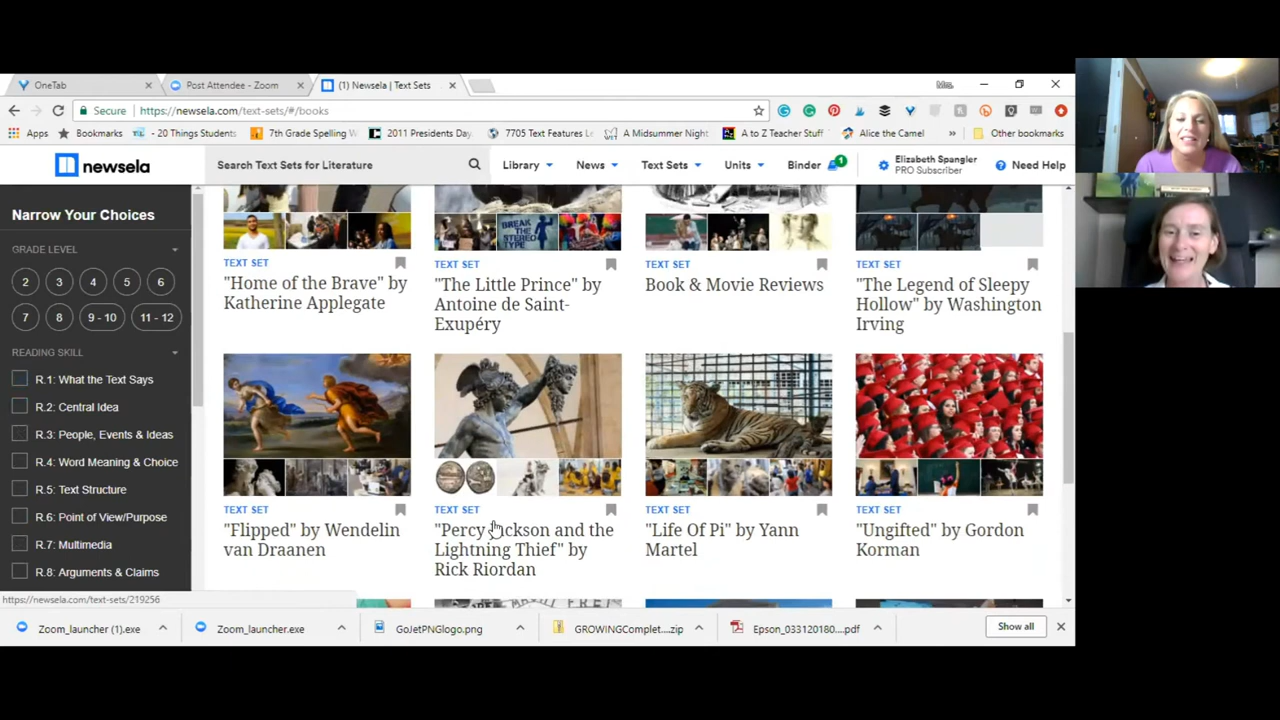 OneTab
Post Attendee - Zoom
(1) Newsela | Text Sets
Secure
https://newsela.com/text-sets/#/books
Apps
Bookmarks
- 20 Things Students
7th Grade Spelling W
2011 Presidents Day
7705 Text Features Le
A Midsummer Night
A to Z Teacher Stuff
Alice the Camel
»
Other bookmarks
newsela
Search Text Sets for Literature
Library
News
Text Sets
Units
Binder
1
Elizabeth Spangler
PRO Subscriber
Need Help
Narrow Your Choices
GRADE LEVEL
2 3 4 5 6
7 8 9 - 10 11 - 12
READING SKILL
R.1: What the Text Says
R.2: Central Idea
R.3: People, Events & Ideas
R.4: Word Meaning & Choice
R.5: Text Structure
R.6: Point of View/Purpose
R.7: Multimedia
R.8: Arguments & Claims
BREAK
THE
STEREO
TYPE
TEXT SET
"Home of the Brave" by
Katherine Applegate
TEXT SET
"The Little Prince" by
Antoine de Saint-
Exupéry
TEXT SET
Book & Movie Reviews
TEXT SET
"The Legend of Sleepy
Hollow" by Washington
Irving
TEXT SET
"Flipped" by Wendelin
van Draanen
TEXT SET
"Percy Jackson and the
Lightning Thief" by
Rick Riordan
TEXT SET
"Life Of Pi" by Yann
Martel
TEXT SET
"Ungifted" by Gordon
Korman
https://newsela.com/text-sets/219256
Zoom_launcher (1).exe
Zoom_launcher.exe
GoJetPNGlogo.png
GROWINGComplet....zip
Epson_033120180....pdf
Show all